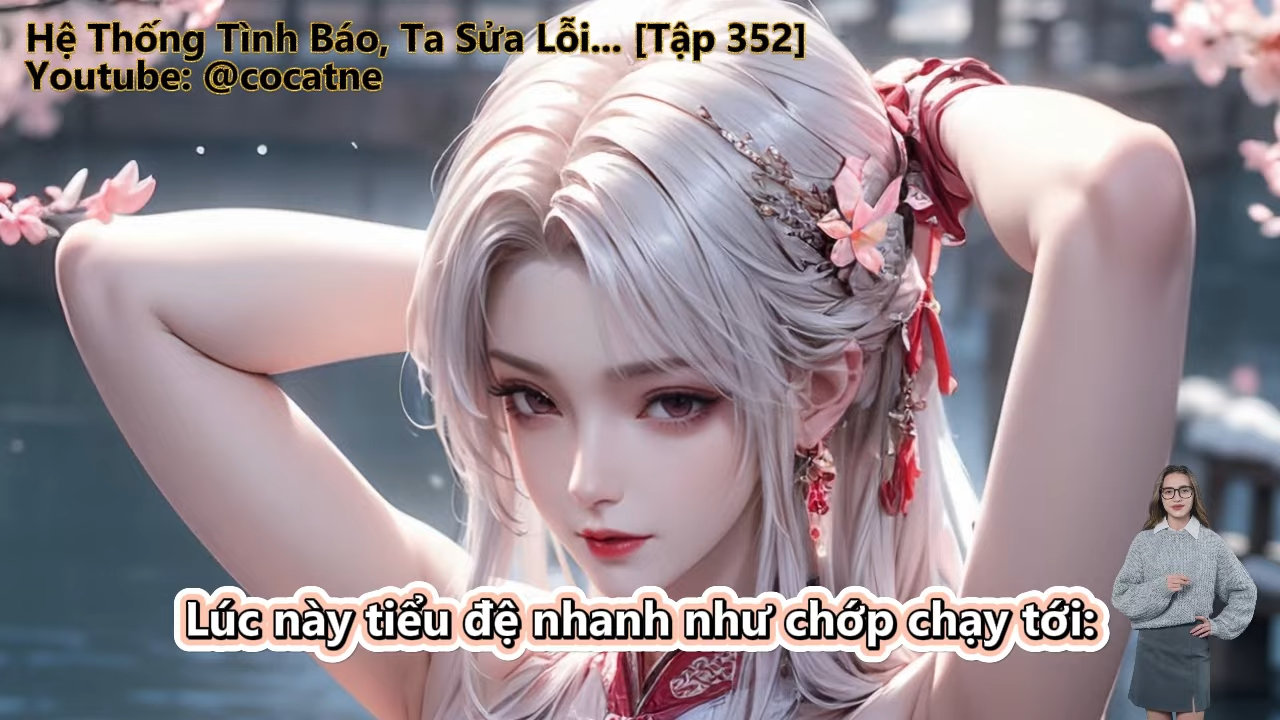 Hệ Thống Tình Báo, Ta Sửa Lỗi... [Tập 352]
Youtube: @cocatne
Lúc này tiểu đệ nhanh như chớp chạy tới: